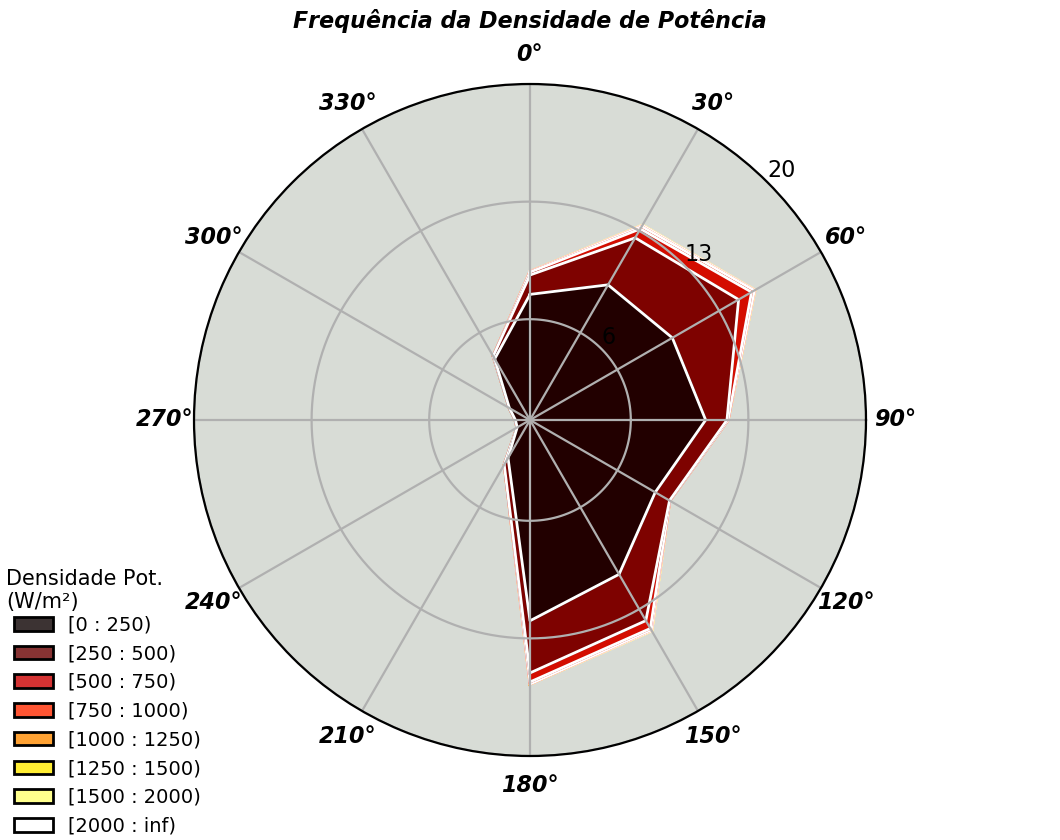 Frequência da Densidade de Potência
0°
330°
30°
20
300°
60°
13
6
270°
90°
240°
120°
210°
150°
180°
Densidade Pot.
(W/m²)
[0 : 250)
[250 : 500)
[500 : 750)
[750 : 1000)
[1000 : 1250)
[1250 : 1500)
[1500 : 2000)
[2000 : inf)